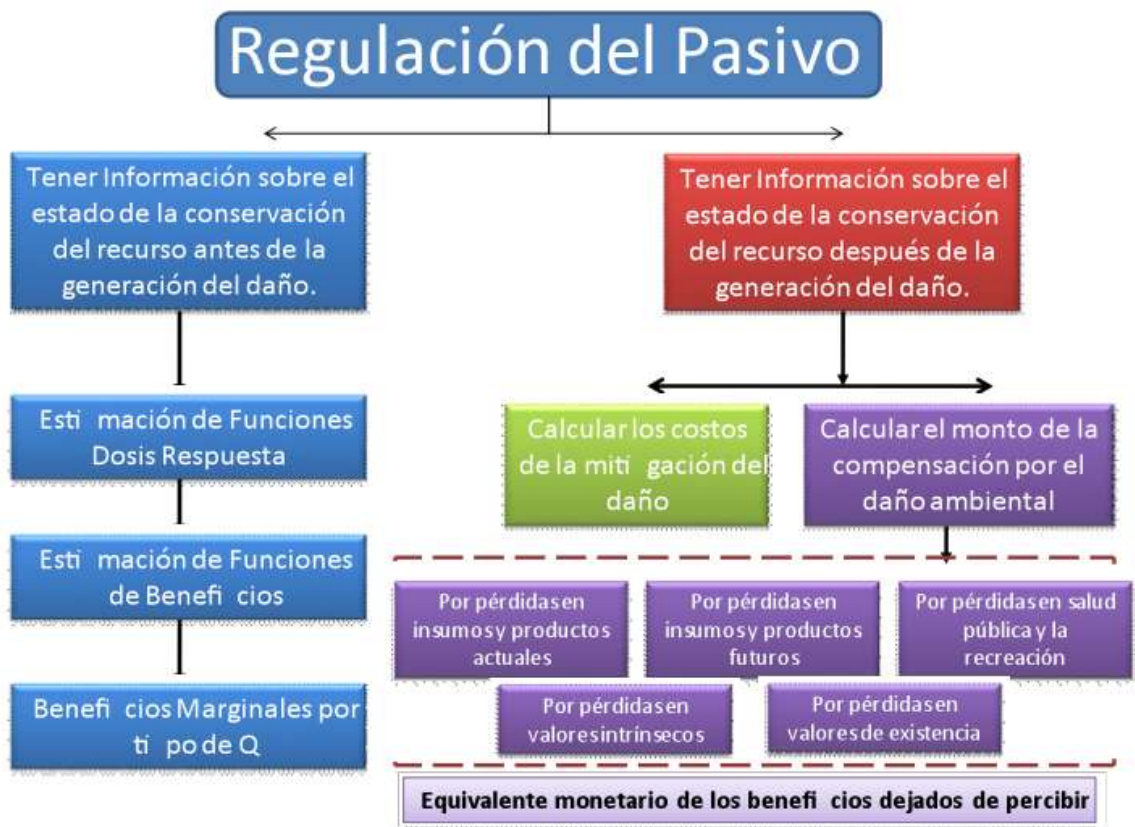 Regulación del Pasivo
Tener Información sobre el
estado de la conservación
del recurso antes de la
generación del daño.
Tener Información sobre el
estado de la conservación
del recurso después de la
generación del daño.
Esti mación de Funciones
Dosis Respuesta
Esti mación de Funciones
de Benefi cios
Benefi cios Marginales por
ti po de Q
Calcular los costos
de la miti gación del
daño
Calcular el monto de la
compensación por el
daño ambiental
Por pérdidas en
insumos y productos
actuales
Por pérdidas en
insumos y productos
futuros
Por pérdidas en salud
pública y la
recreación
Por pérdidas en
valores intrínsecos
Por pérdidas en
valores de existencia
Equivalente monetario de los benefi cios dejados de percibir